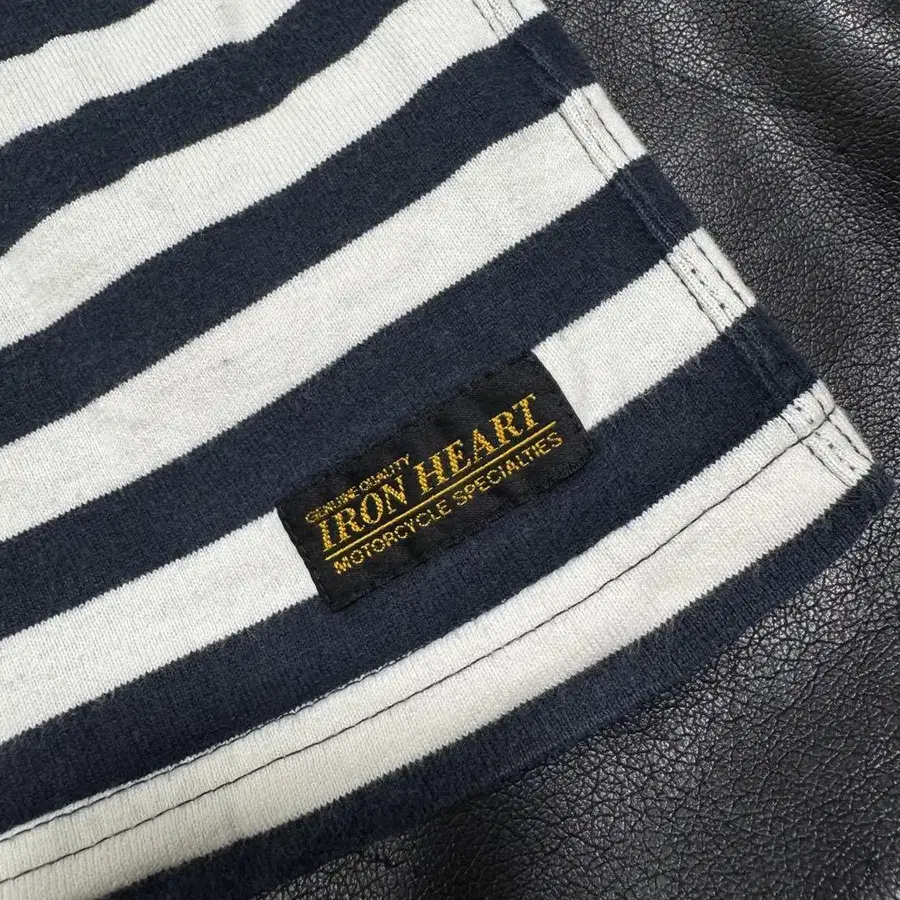 GENUINE QUALITY
IRON HEART
MOTORCYCLE SPECIALTIES